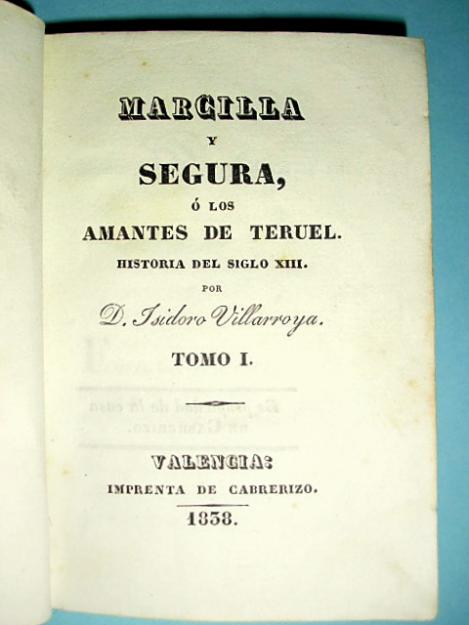 MARCILLA
Y
SEGURA,
ó LOS
AMANTES DE TERUEL.
HISTORIA DEL SIGLO XIII.
POR
D. Isidoro Villarroya.
TOMO I.
VALENCIA:
IMPRENTA DE CABRERIZO.
1838.